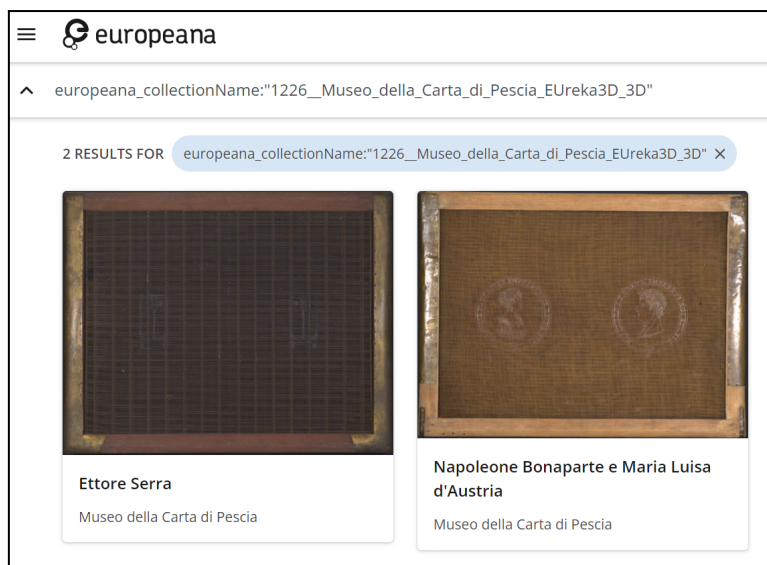 europeana
europeana_collectionName:"1226__Museo_della_Carta_di_Pescia_EUreka3D_3D"
2 RESULTS FOR europeana_collectionName:"1226__Museo_della_Carta_di_Pescia_EUreka3D_3D" ×
Ettore Serra
Museo della Carta di Pescia
Napoleone Bonaparte e Maria Luisa
d'Austria
Museo della Carta di Pescia